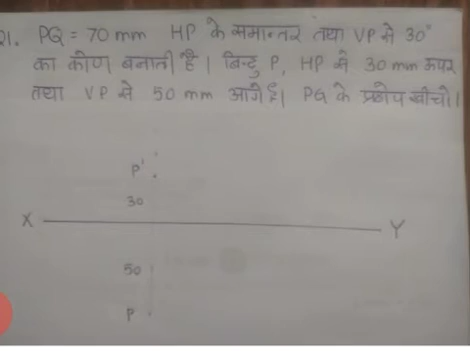 21. PQ = 70 mm HP के समान्तर तथा VP से 30°
का कोण बनाती है। बिन्दु P, HP से 30 mm ऊपर
तथा VP से 50 mm आगे है। PQ के प्रक्षेप खींचो।
P'
30
X Y
50
P